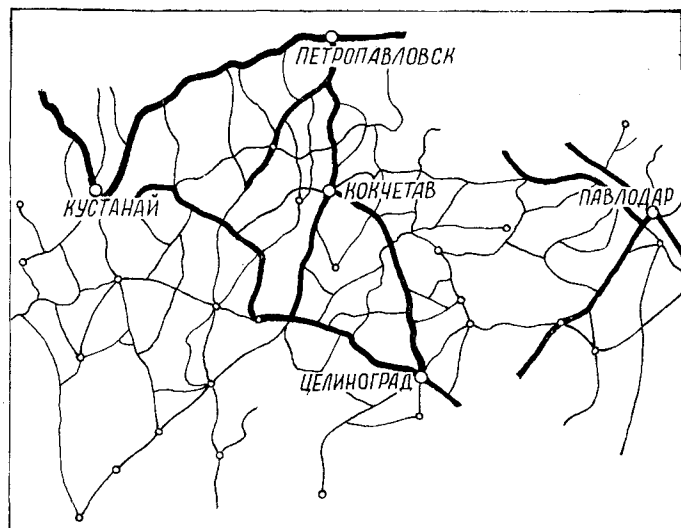 ПЕТРОПАВЛОВСК
КУСТАНАЙ
КОКЧЕТАВ
ПАВЛОДАР
ЦЕЛИНОГРАД